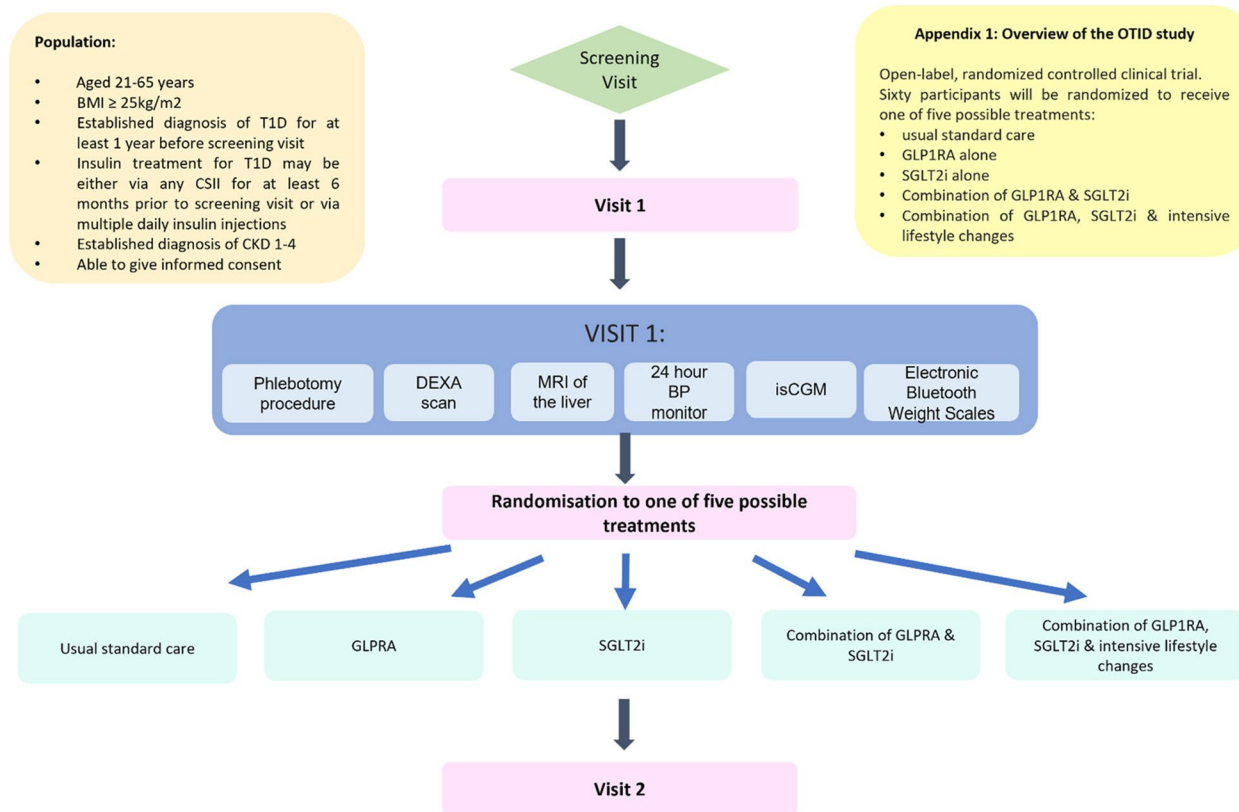 Population:
• Aged 21-65 years
• BMI ≥ 25kg/m2
• Established diagnosis of T1D for at
least 1 year before screening visit
• Insulin treatment for T1D may be
either via any CSII for at least 6
months prior to screening visit or via
multiple daily insulin injections
• Established diagnosis of CKD 1-4
• Able to give informed consent
Screening
Visit
Appendix 1: Overview of the OTID study
Open-label, randomized controlled clinical trial.
Sixty participants will be randomized to receive
one of five possible treatments:
• usual standard care
• GLP1RA alone
• SGLT2i alone
• Combination of GLP1RA & SGLT2i
• Combination of GLP1RA, SGLT2i & intensive
lifestyle changes
Visit 1
VISIT 1:
Phlebotomy
procedure
DEXA
scan
MRI of
the liver
24 hour
BP
monitor
isCGM
Electronic
Bluetooth
Weight Scales
Randomisation to one of five possible
treatments
Usual standard care
GLPRA
SGLT2i
Combination of GLPRA &
SGLT2i
Combination of GLP1RA,
SGLT2i & intensive lifestyle
changes
Visit 2